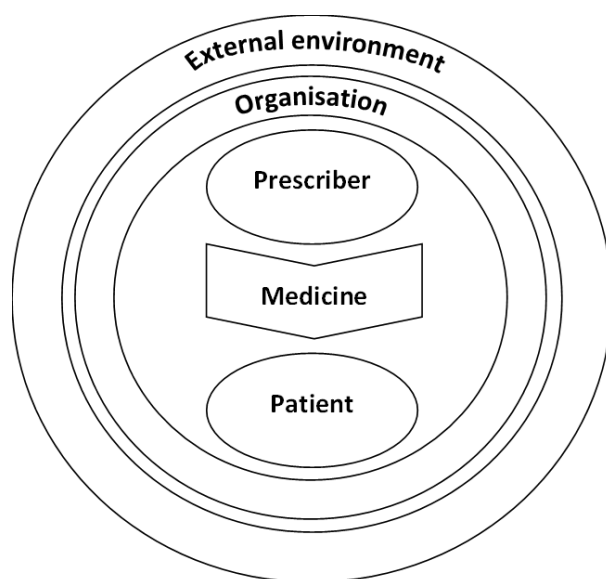 External environment
Organisation
Prescriber
Medicine
Patient